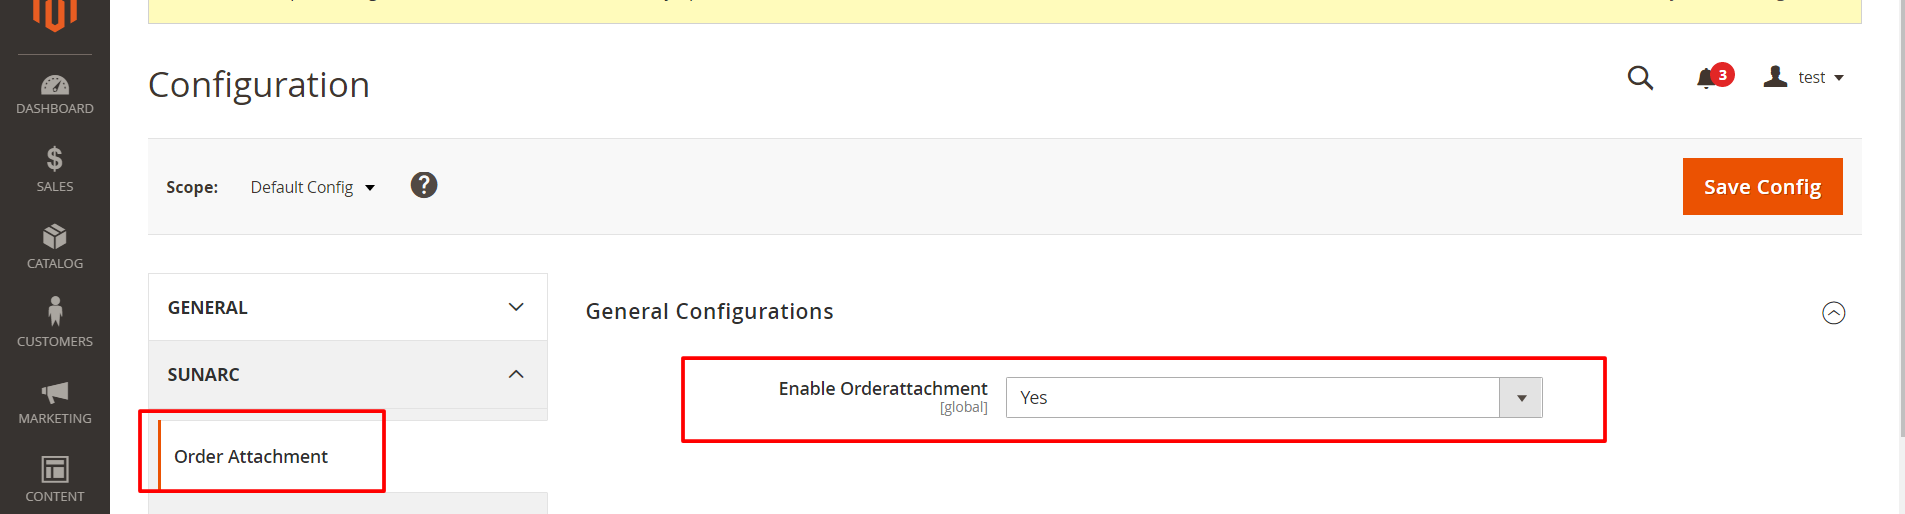 Configuration
3
test
DASHBOARD
SALES
CATALOG
CUSTOMERS
MARKETING
CONTENT
Scope: Default Config ?
Save Config
GENERAL
SUNARC
Order Attachment
General Configurations
Enable Orderattachment Yes
[global]